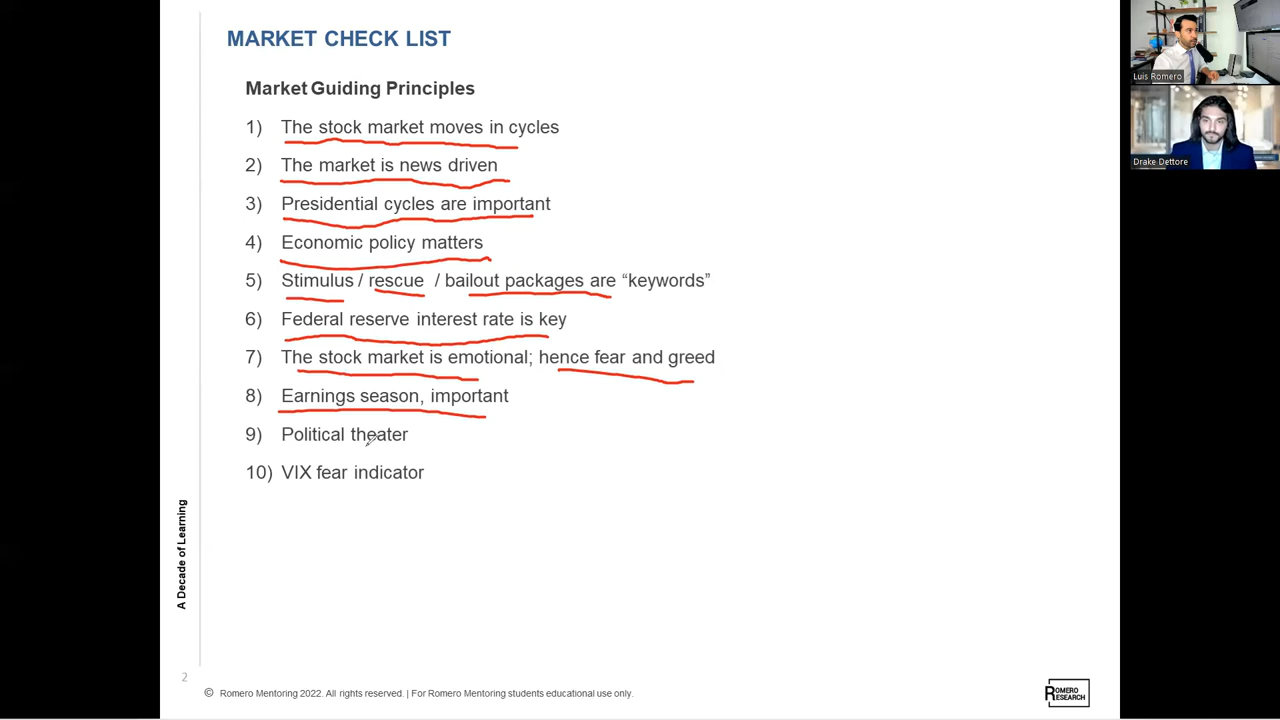 MARKET CHECK LIST
Market Guiding Principles
1) The stock market moves in cycles
2) The market is news driven
3) Presidential cycles are important
4) Economic policy matters
5) Stimulus / rescue / bailout packages are “keywords”
6) Federal reserve interest rate is key
7) The stock market is emotional; hence fear and greed
8) Earnings season, important
9) Political theater
10) VIX fear indicator
A Decade of Learning
2
© Romero Mentoring 2022. All rights reserved. | For Romero Mentoring students educational use only.
ROMERO
RESEARCH
Luis Romero
Drake Dettore